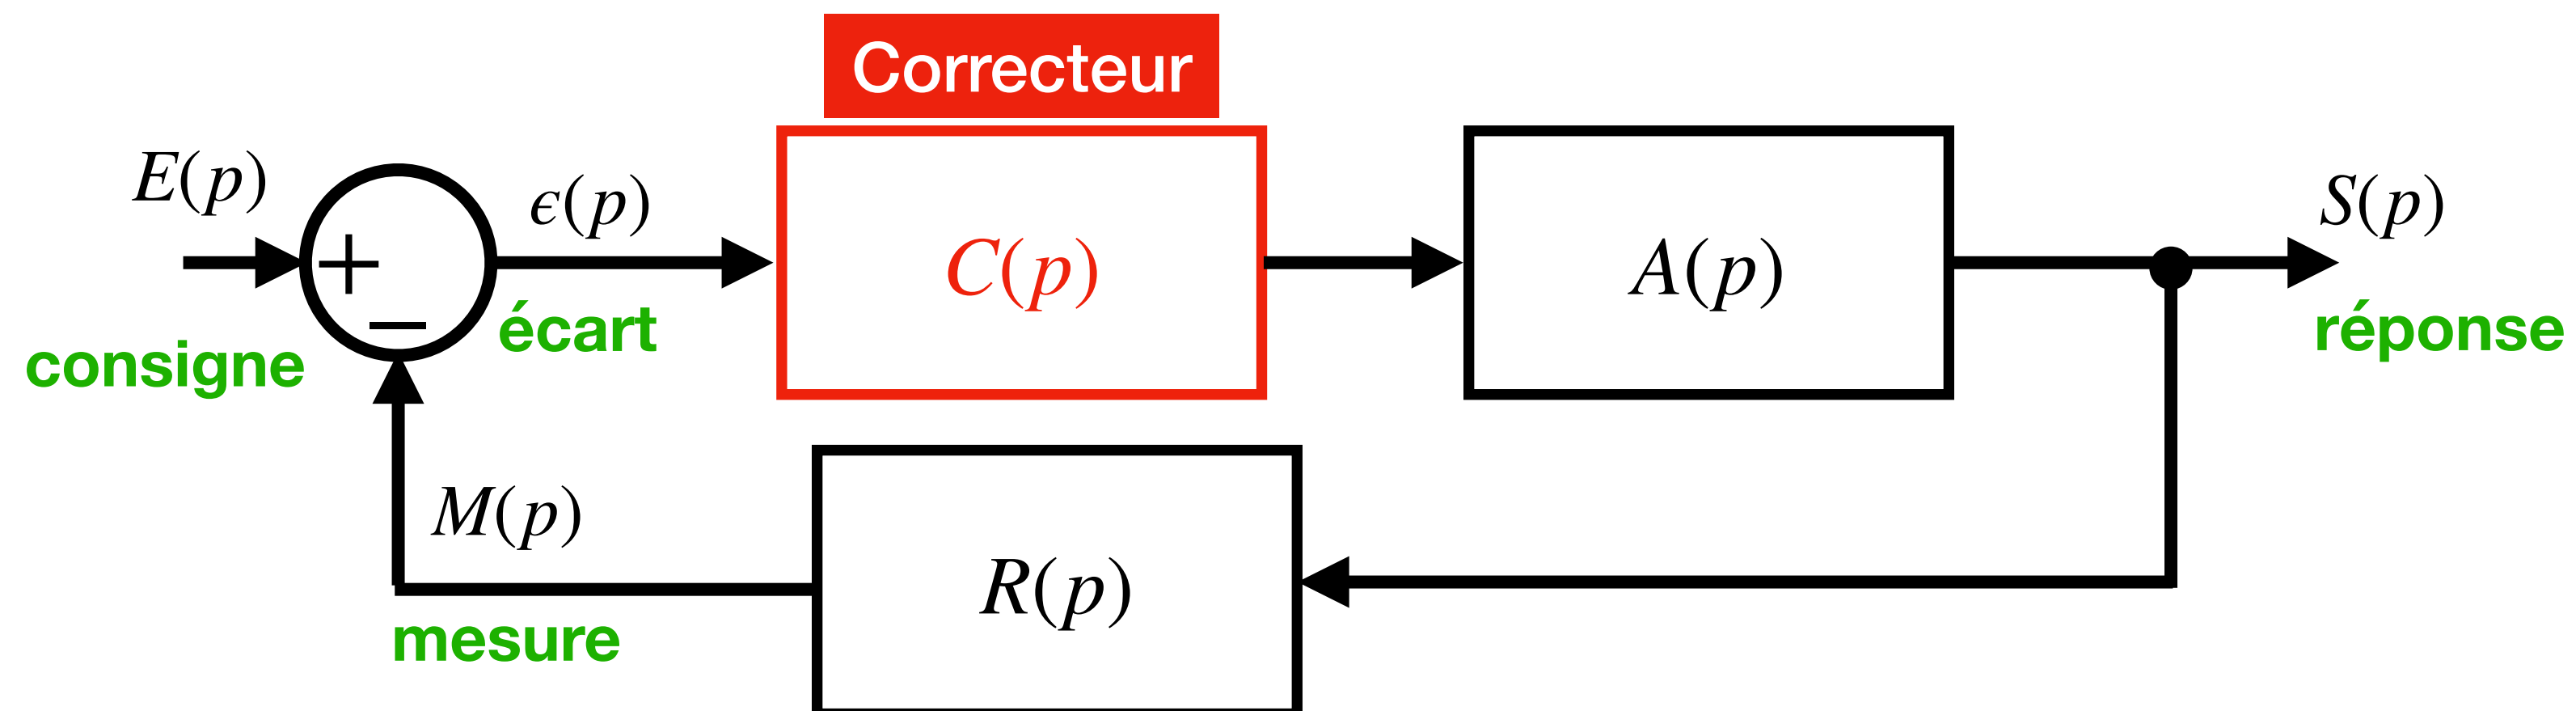 Correcteur
E(p)
+
−
ϵ(p)
C(p)
A(p)
S(p)
consigne
écart
réponse
M(p)
R(p)
mesure